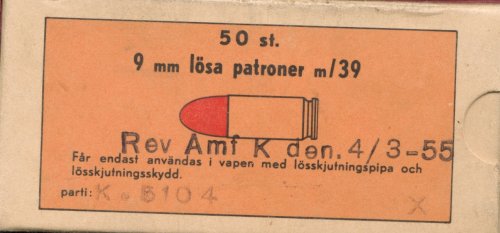 50 st.
9 mm lösa patroner m/39
Rev Amf K den. 4/3-55
Får endast användas i vapen med lösskjutningspipa och
lösskjutningsskydd.
parti: K. 5104
X